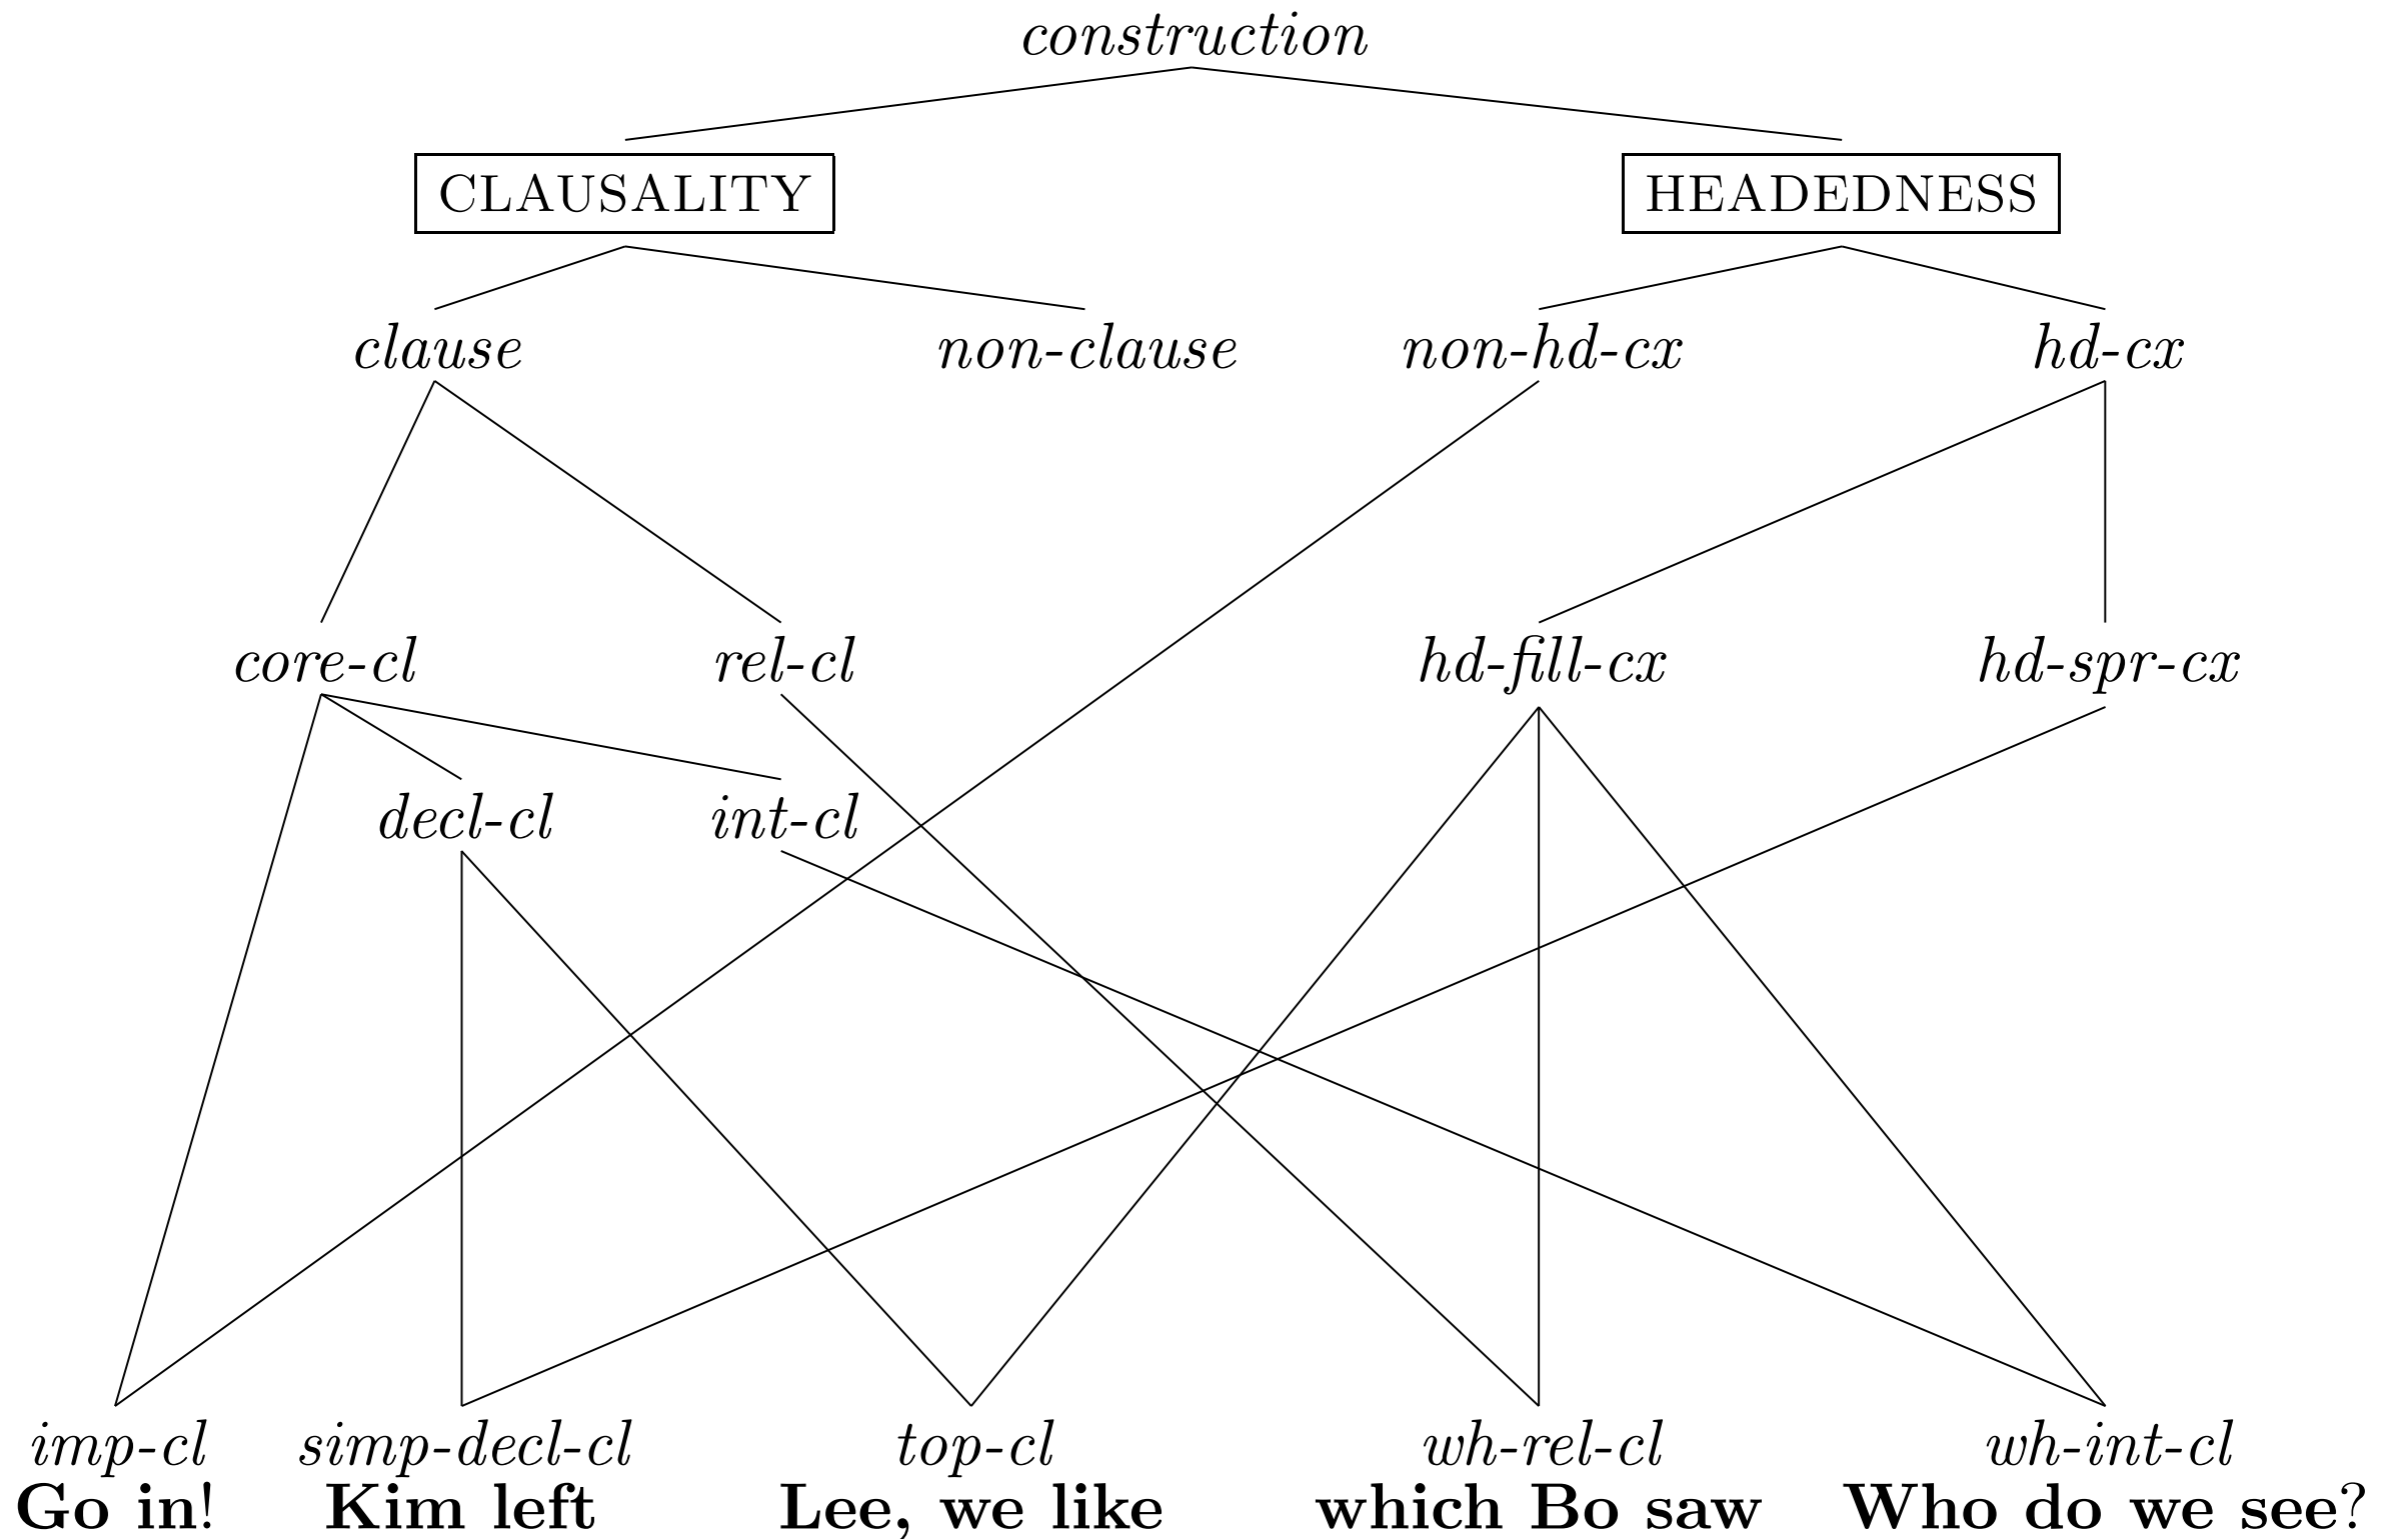 construction
CLAUSALITY HEADEDNESS
clause non-clause non-hd-cx hd-cx
core-cl rel-cl hd-fill-cx hd-spr-cx
decl-cl int-cl
imp-cl simp-decl-cl top-cl wh-rel-cl wh-int-cl
Go in! Kim left Lee, we like which Bo saw Who do we see?